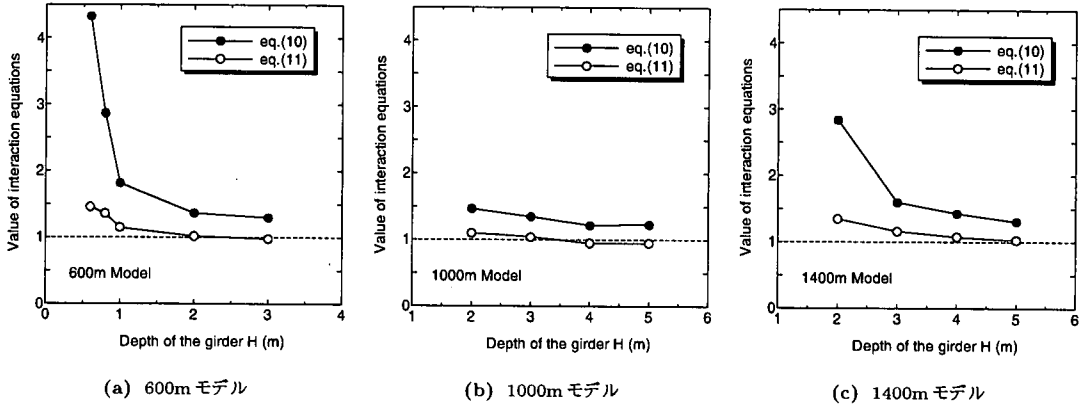 Value of interaction equations
4
3
2
1
0
eq.(10)
eq.(11)
600m Model
0 1 2 3 4
Depth of the girder H (m)
(a) 600mモデル
Value of interaction equations
4
3
2
1
0
eq.(10)
eq.(11)
1000m Model
1 2 3 4 5 6
Depth of the girder H (m)
(b) 1000mモデル
Value of interaction equations
4
3
2
1
0
eq.(10)
eq.(11)
1400m Model
1 2 3 4 5 6
Depth of the girder H (m)
(c) 1400mモデル